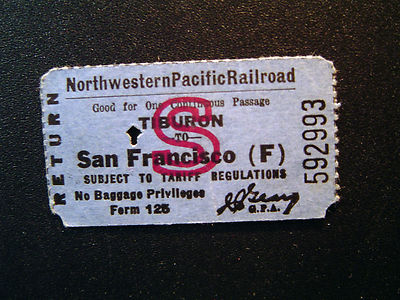 RETURN
NorthwesternPacificRailroad
Good for One Continuous Passage
TIBURON
—TO—
San Francisco (F)
SUBJECT TO TARIFF REGULATIONS
No Baggage Privileges
Form 125
G.P.A.
592993
S